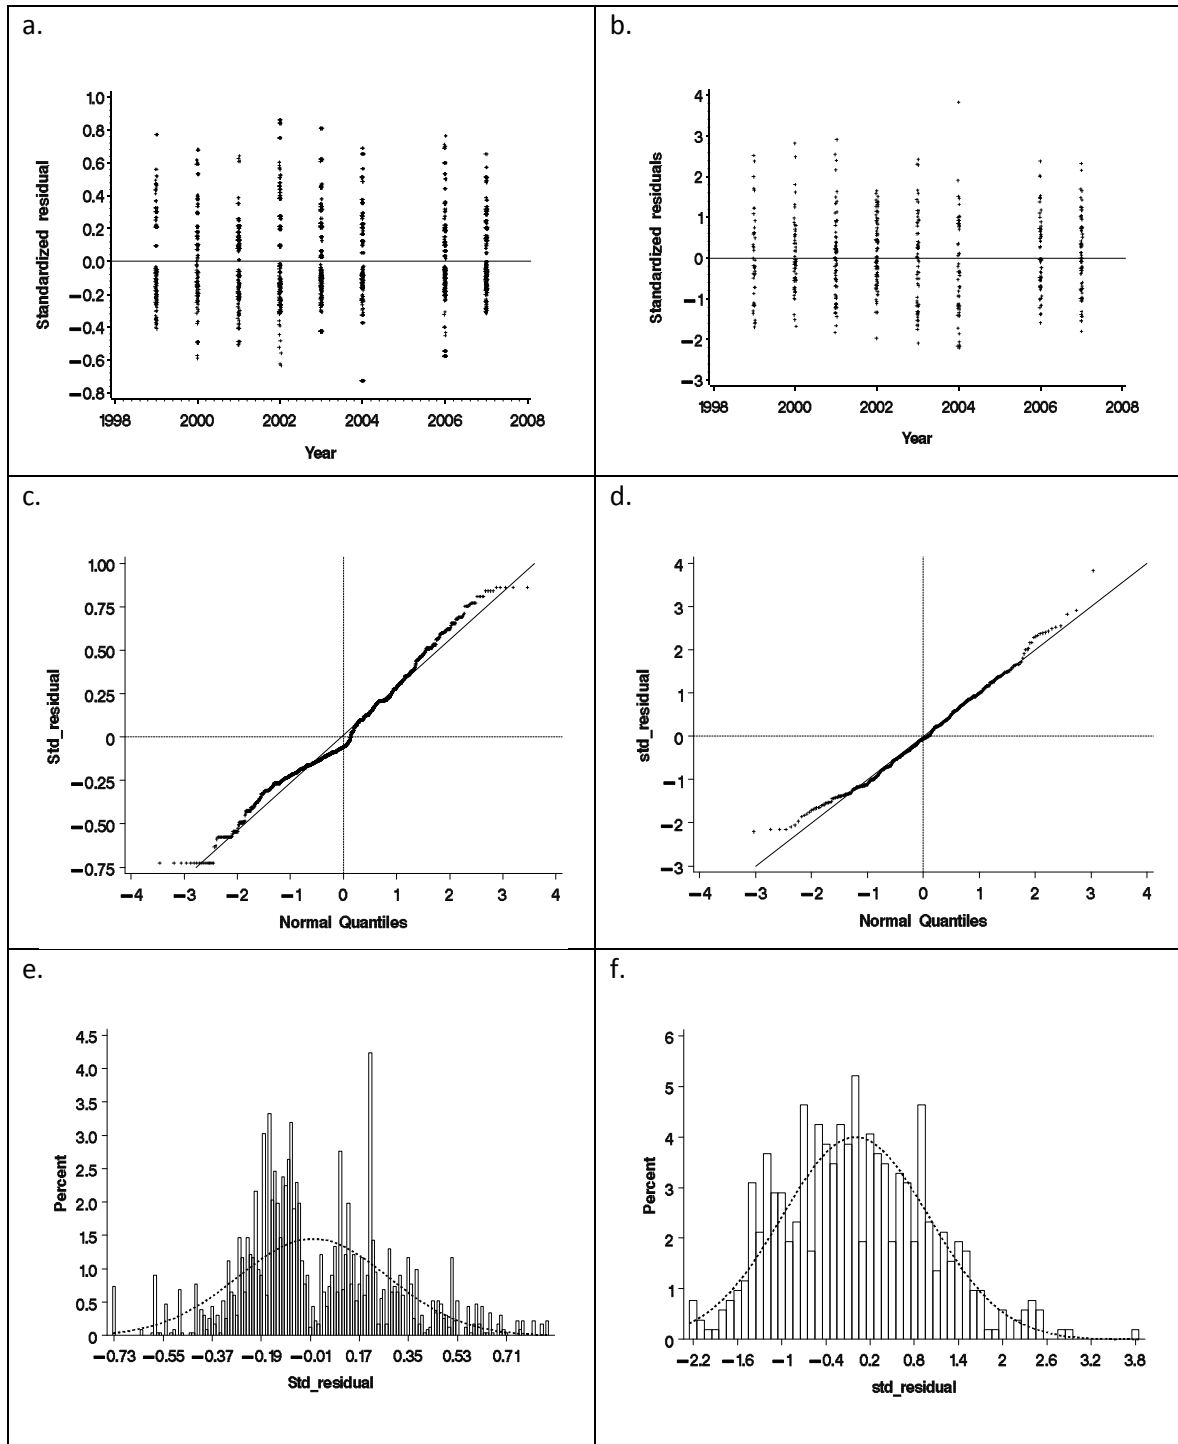 a.
1.0
0.8
0.6
0.4
0.2
0.0
−0.2
−0.4
−0.6
−0.8
Standardized residual
1998 2000 2002 2004 2006 2008
Year
b.
4
3
2
1
0
−1
−2
−3
Standardized residuals
1998 2000 2002 2004 2006 2008
Year
c.
1.00
0.75
0.50
0.25
0
−0.25
−0.50
−0.75
Std_residual
−4 −3 −2 −1 0 1 2 3 4
Normal Quantiles
d.
4
3
2
1
0
−1
−2
−3
std_residual
−4 −3 −2 −1 0 1 2 3 4
Normal Quantiles
e.
4.5
4.0
3.5
3.0
2.5
2.0
1.5
1.0
0.5
0
Percent
−0.73 −0.55 −0.37 −0.19 −0.01 0.17 0.35 0.53 0.71
Std_residual
f.
6
5
4
3
2
1
0
Percent
−2.2 −1.6 −1 −0.4 0.2 0.8 1.4 2 2.6 3.2 3.8
std_residual